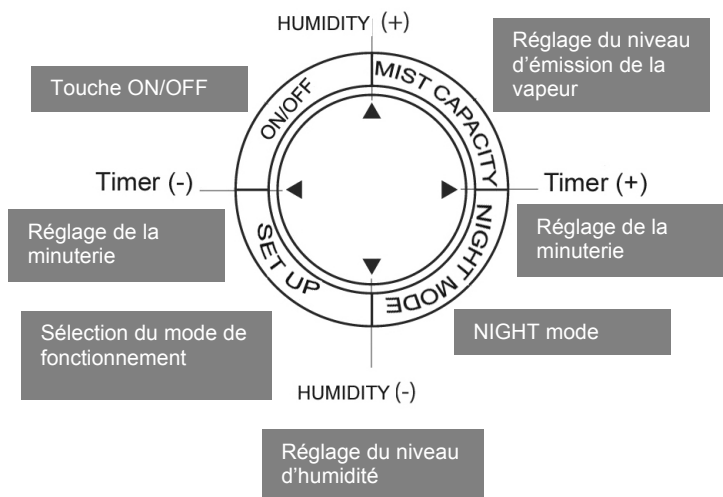 HUMIDITY (+)
Réglage du niveau
d'émission de la
vapeur
Touche ON/OFF
ON/OFF
MIST CAPACITY
Timer (-)
Timer (+)
Réglage de la
minuterie
Réglage de la
minuterie
SET UP
NIGHT MODE
Sélection du mode de
fonctionnement
NIGHT mode
HUMIDITY (-)
Réglage du niveau
d'humidité